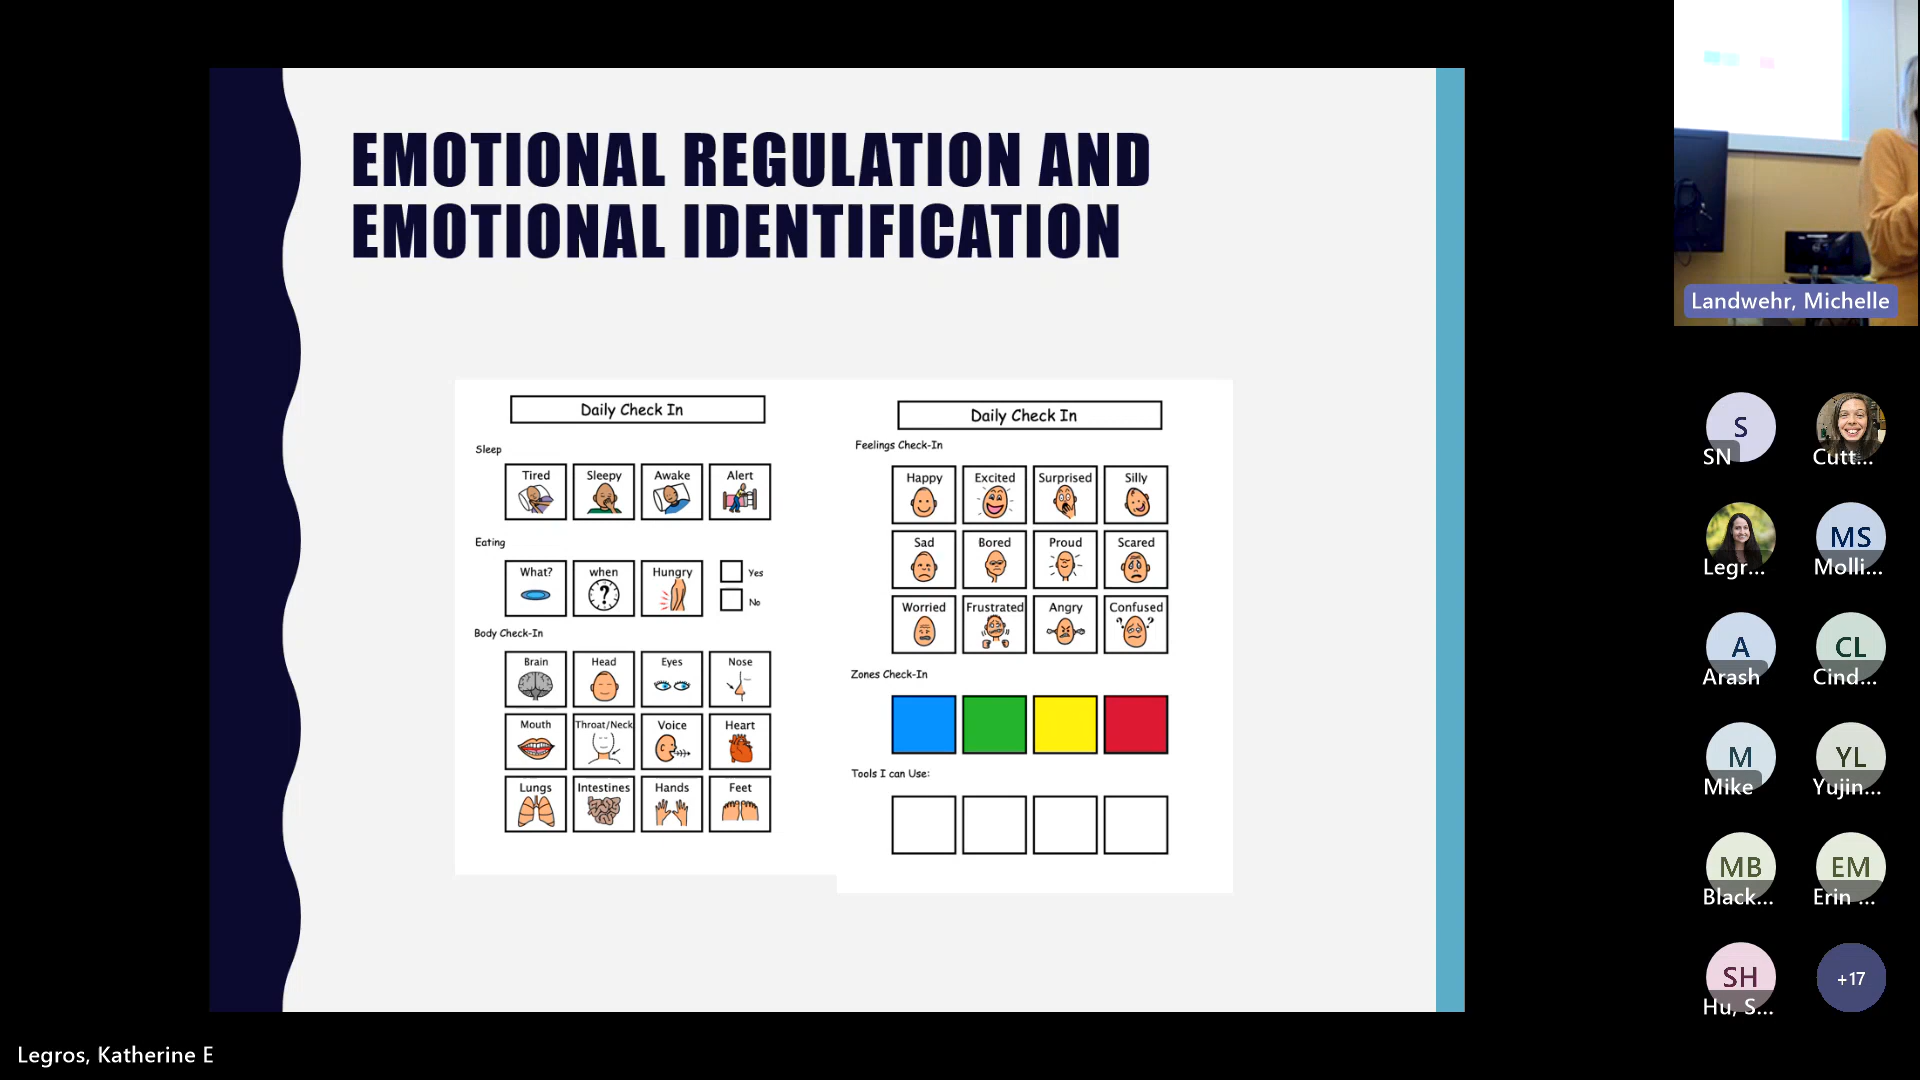 EMOTIONAL REGULATION AND
EMOTIONAL IDENTIFICATION
Daily Check In
Sleep
Tired
Sleepy
Awake
Alert
Eating
What?
when
Hungry
Yes
No
Body Check-In
Brain
Head
Eyes
Nose
Mouth
Throat/Neck
Voice
Heart
Lungs
Intestines
Hands
Feet
Daily Check In
Feelings Check-In
Happy
Excited
Surprised
Silly
Sad
Bored
Proud
Scared
Worried
Frustrated
Angry
Confused
Zones Check-In
Tools I can Use:
Landwehr, Michelle
S
SN
Cutt...
Legr...
MS
Molli...
A
Arash
CL
Cind...
M
Mike
YL
Yujin...
MB
Black...
EM
Erin ...
SH
Hu, S...
+17
Legros, Katherine E